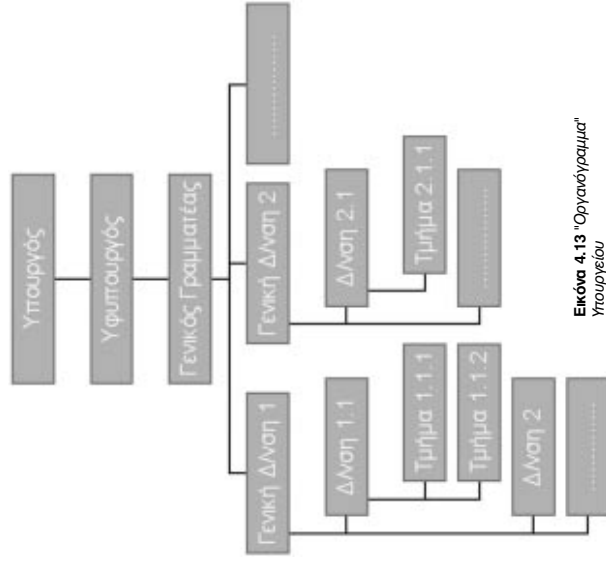 Υπουργός
Υφυπουργός
Γενικός Γραμματέας
Γενική Δ/νση 1
Γενική Δ/νση 2
..................
Δ/νση 1.1
Τμήμα 1.1.1
Τμήμα 1.1.2
Δ/νση 2
..................
Δ/νση 2.1
Τμήμα 2.1.1
..................
Εικόνα 4.13 "Οργανόγραμμα"
Υπουργείου